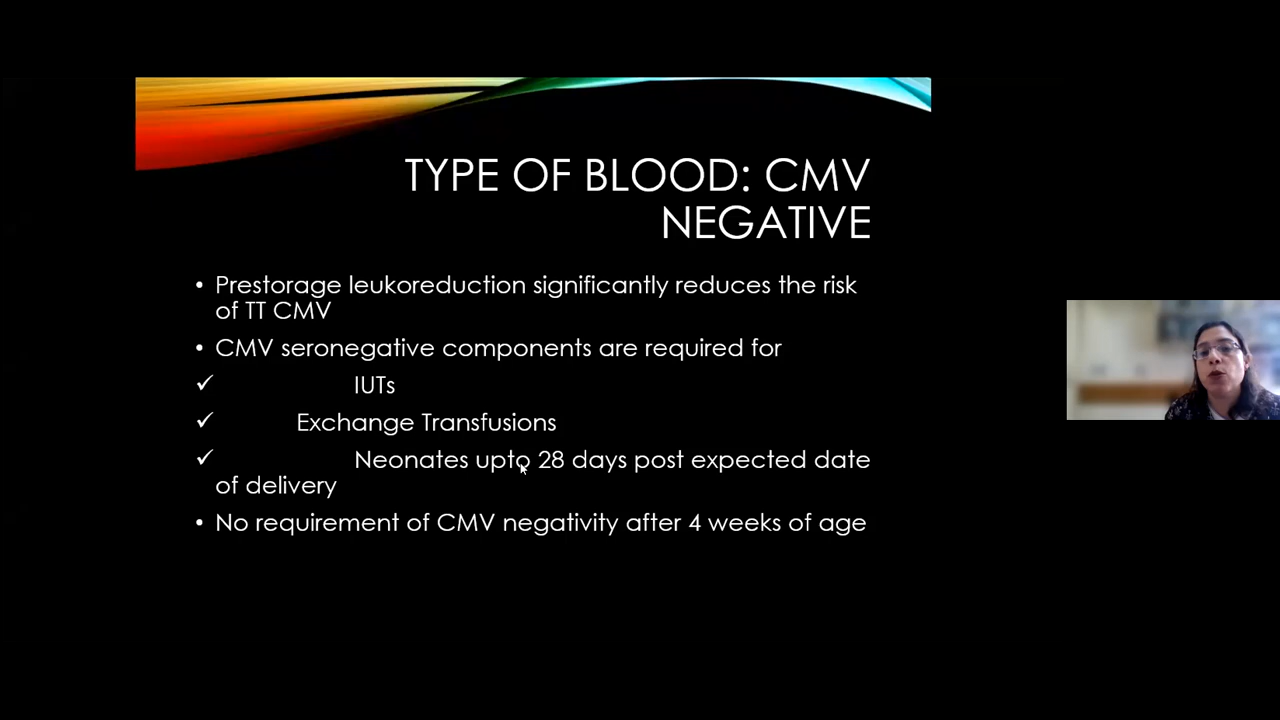 TYPE OF BLOOD: CMV
NEGATIVE
• Prestorage leukoreduction significantly reduces the risk
of TT CMV
• CMV seronegative components are required for
✓ IUTs
✓ Exchange Transfusions
✓ Neonates upto 28 days post expected date
of delivery
• No requirement of CMV negativity after 4 weeks of age